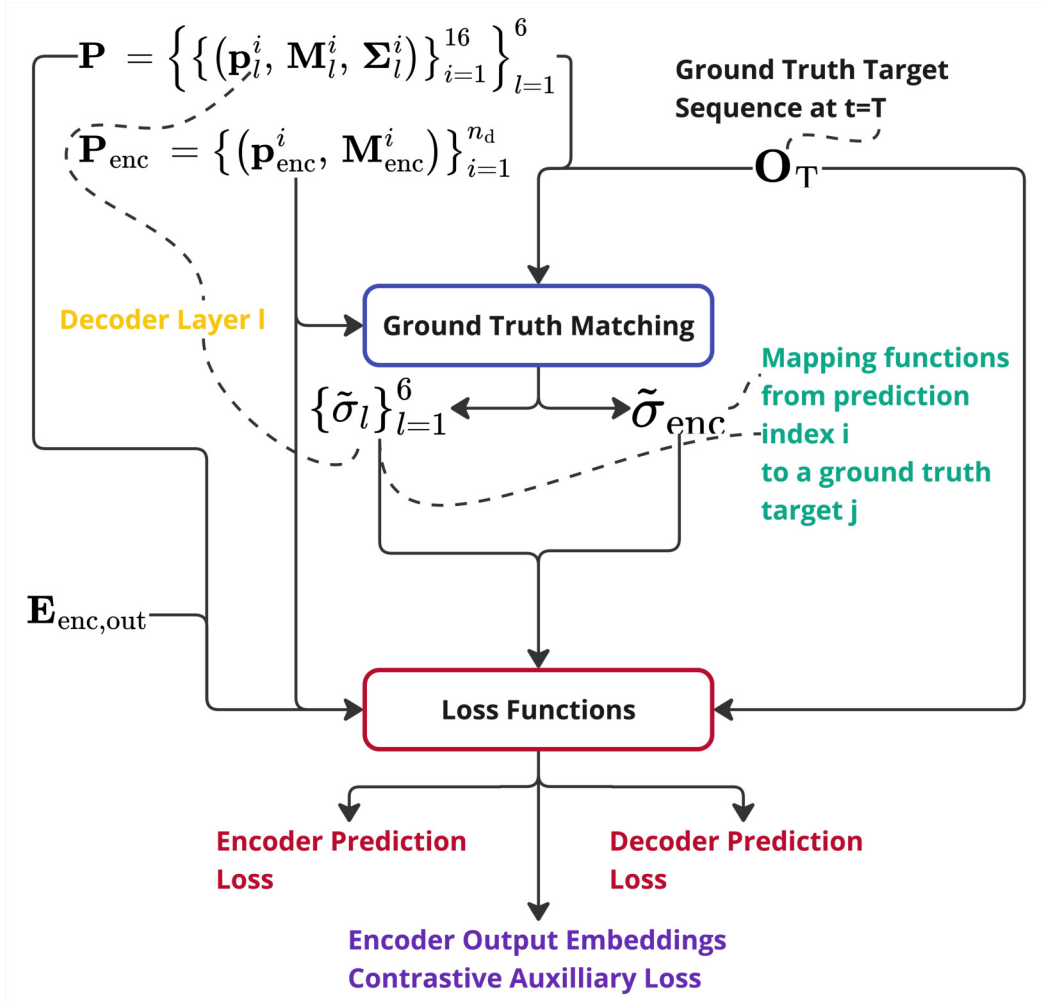 P = {{(p_l^i, M_l^i, Σ_l^i)}_{i=1}^{16}}_{l=1}^{6}
Ground Truth Target
Sequence at t=T
P_enc = {(p_enc^i, M_enc^i)}_{i=1}^{n_d}
O_T
Decoder Layer l
Ground Truth Matching
{σ̃_l}_{l=1}^{6}
σ̃_enc
Mapping functions
from prediction
index i
to a ground truth
target j
E_enc,out
Loss Functions
Encoder Prediction
Loss
Decoder Prediction
Loss
Encoder Output Embeddings
Contrastive Auxilliary Loss